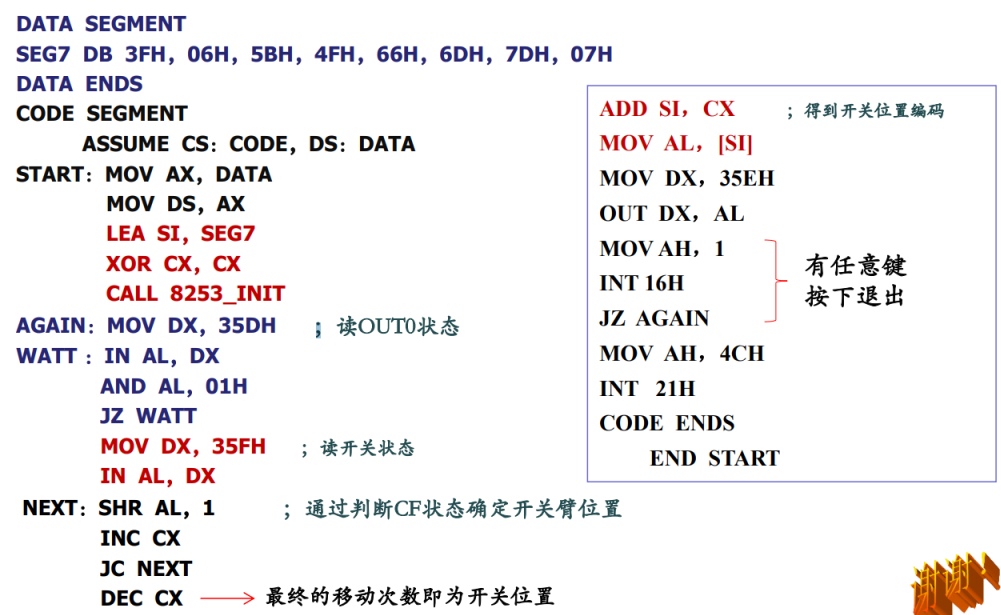 DATA SEGMENT
SEG7 DB 3FH，06H，5BH，4FH，66H，6DH，7DH，07H
DATA ENDS
CODE SEGMENT
ASSUME CS：CODE，DS：DATA
START：MOV AX，DATA
MOV DS，AX
LEA SI，SEG7
XOR CX，CX
CALL 8253_INIT
AGAIN：MOV DX，35DH ；读OUT0状态
WATT：IN AL，DX
AND AL，01H
JZ WATT
MOV DX，35FH ；读开关状态
IN AL，DX
NEXT：SHR AL，1 ；通过判断CF状态确定开关臂位置
INC CX
JC NEXT
DEC CX 最终的移动次数即为开关位置
ADD SI，CX ；得到开关位置编码
MOV AL，[SI]
MOV DX，35EH
OUT DX，AL
MOV AH，1
INT 16H
JZ AGAIN
有任意键
按下退出
MOV AH，4CH
INT 21H
CODE ENDS
END START
谢谢！